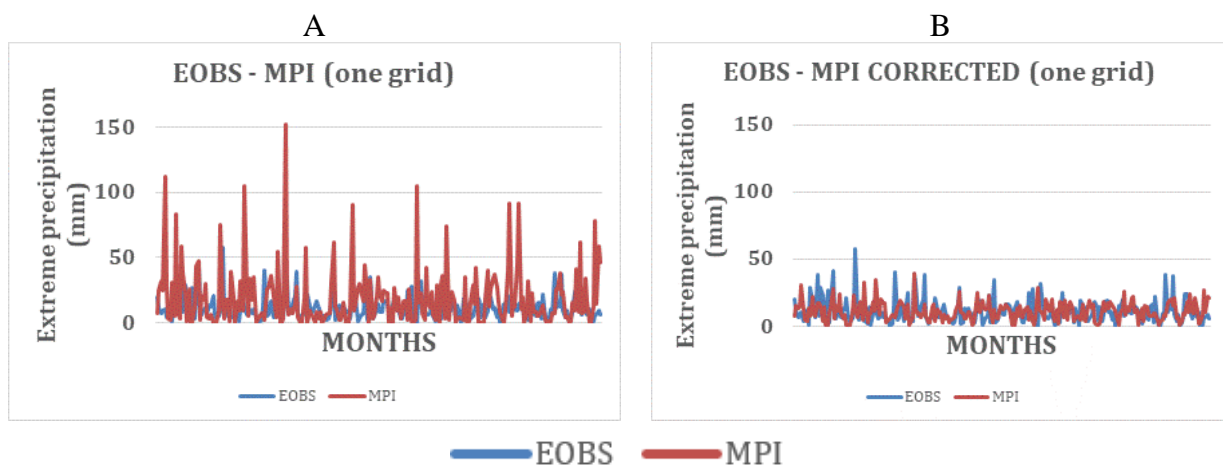 A
B
EOBS - MPI (one grid)
Extreme precipitation
(mm)
150
100
50
0
MONTHS
EOBS MPI
EOBS - MPI CORRECTED (one grid)
Extreme precipitation
(mm)
150
100
50
0
MONTHS
EOBS MPI
EOBS MPI